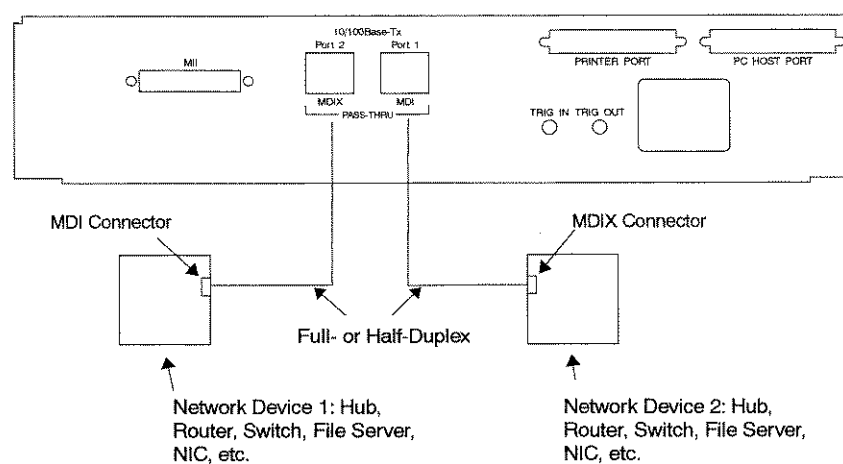 10/100Base-Tx
Port 2 Port 1
MII
PRINTER PORT PC HOST PORT
MDIX MDI
PASS-THRU
TRIG IN TRIG OUT
MDI Connector
MDIX Connector
Full- or Half-Duplex
Network Device 1: Hub,
Router, Switch, File Server,
NIC, etc.
Network Device 2: Hub,
Router, Switch, File Server,
NIC, etc.